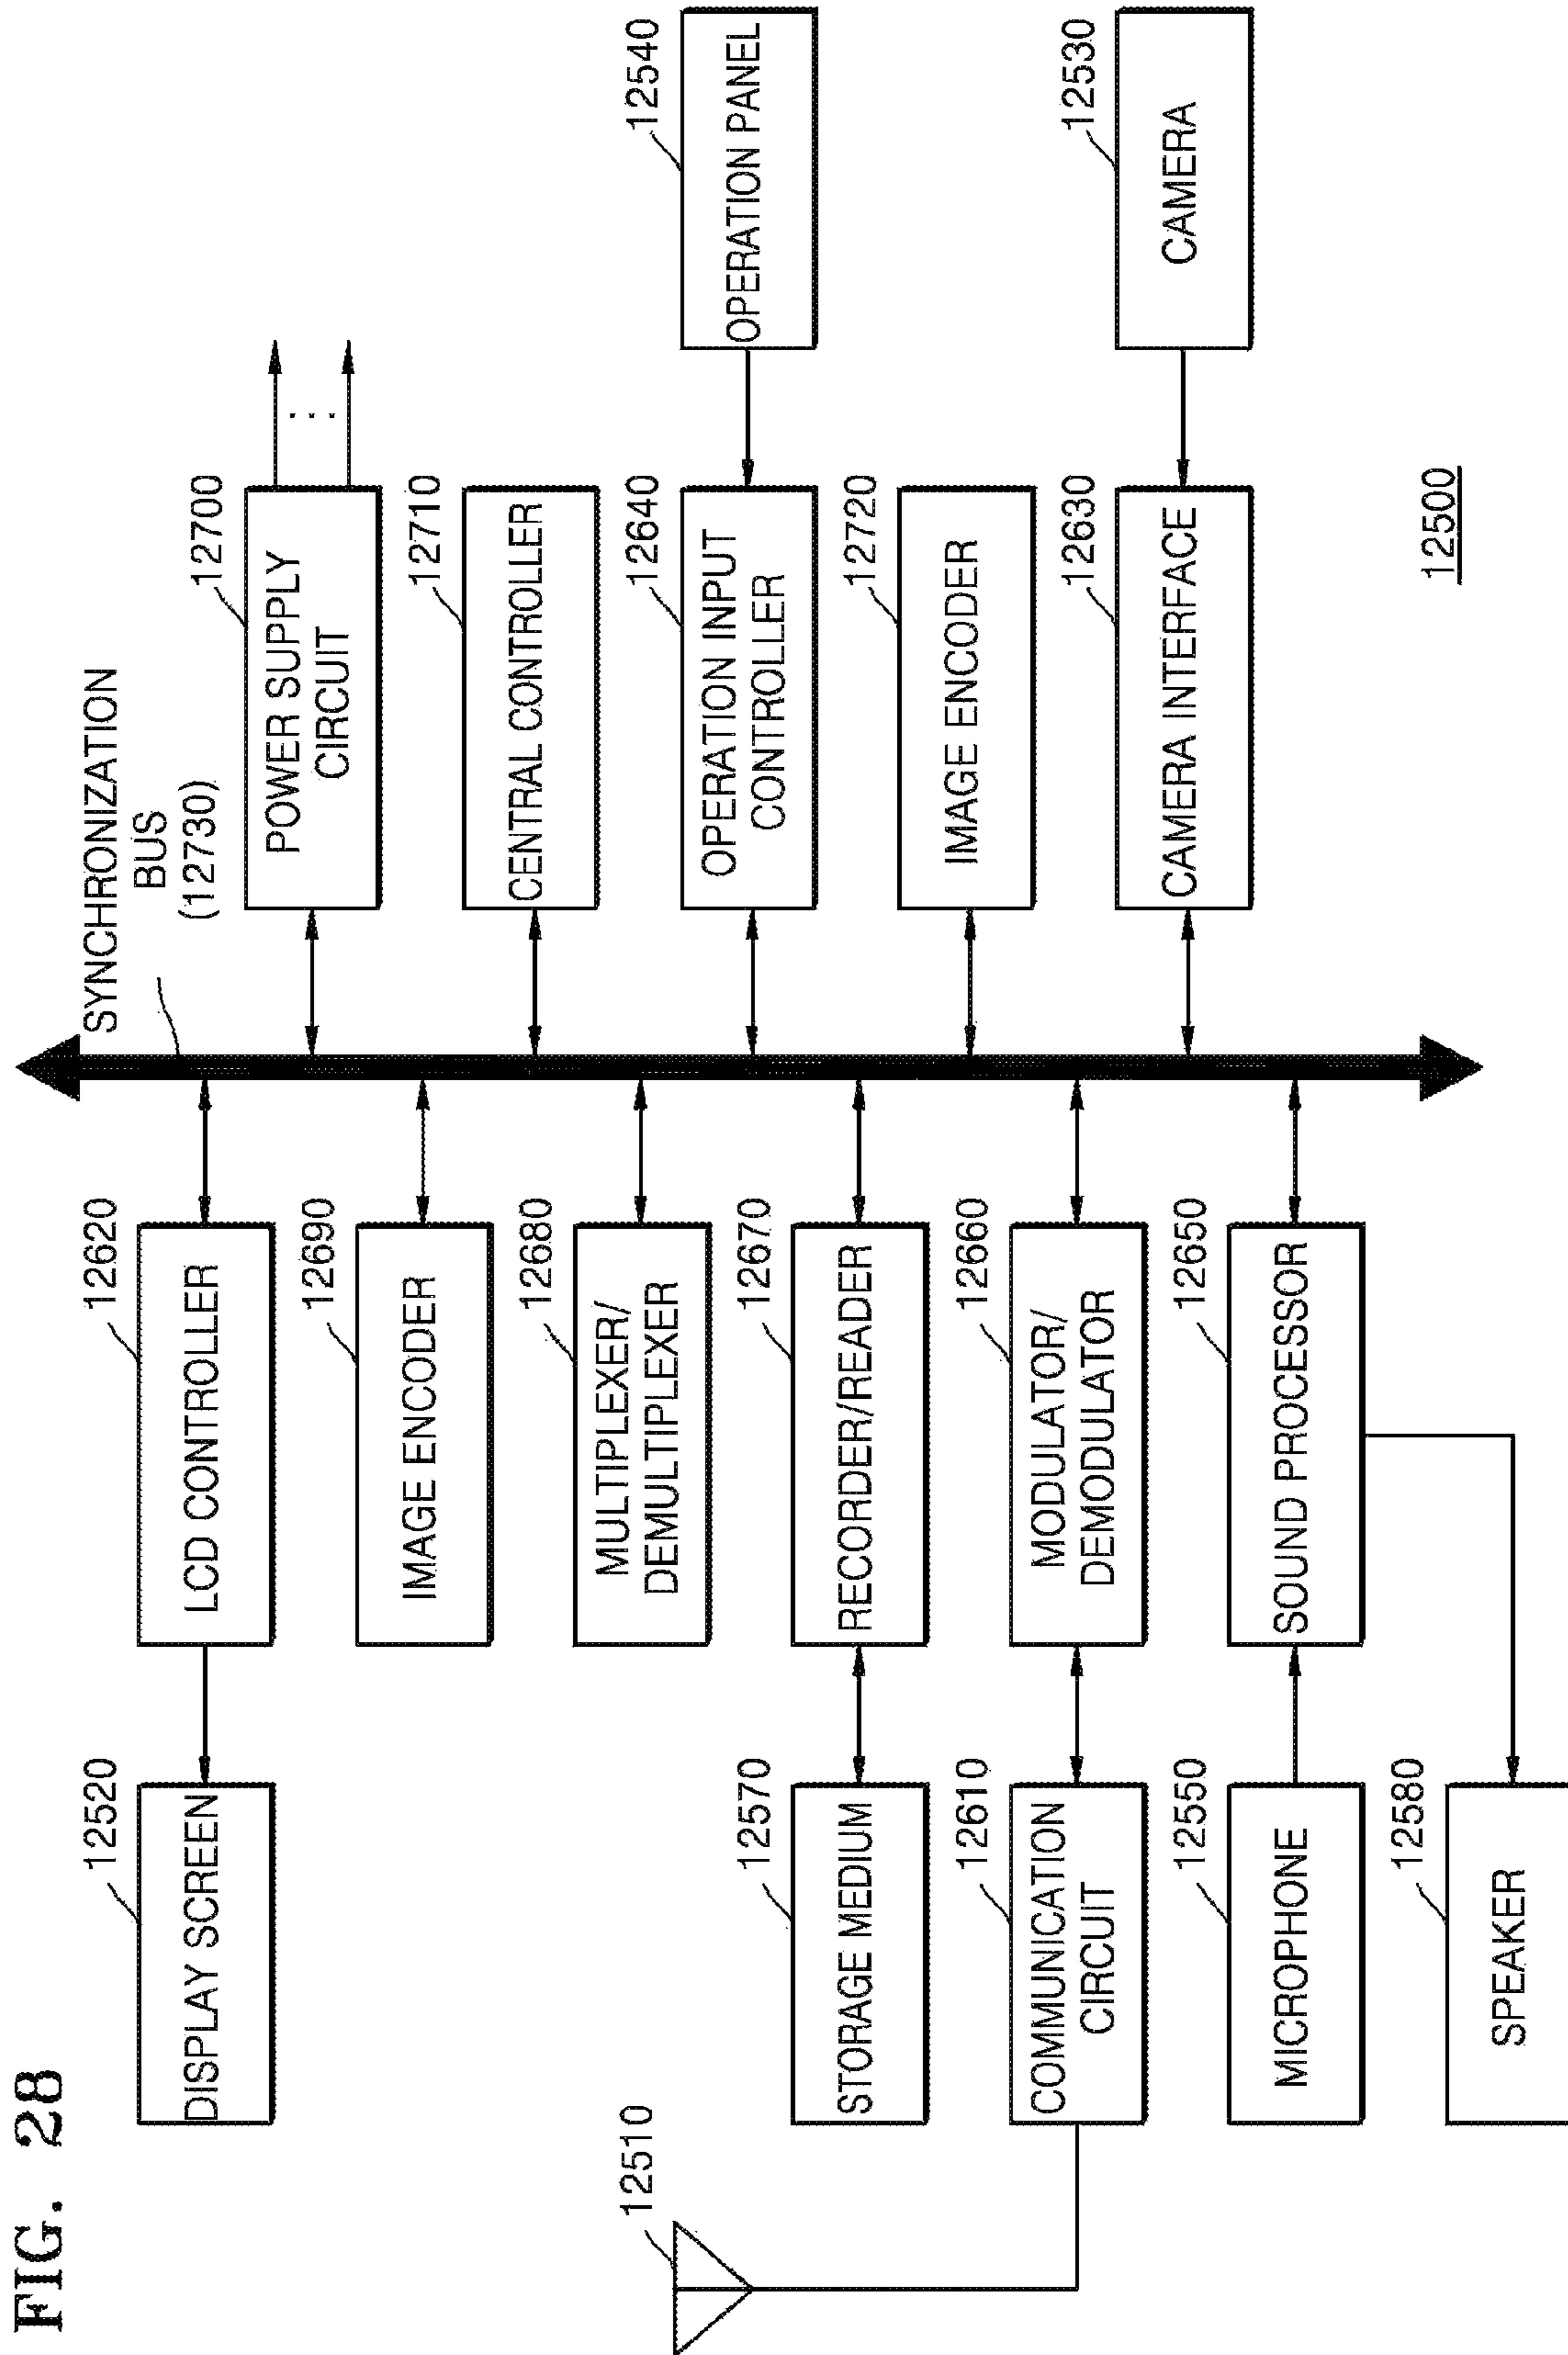 FIG. 28
12510
12520
DISPLAY SCREEN
12620
LCD CONTROLLER
12690
IMAGE ENCODER
12680
MULTIPLEXER/
DEMULTIPLEXER
12570
STORAGE MEDIUM
12670
RECORDER/READER
12610
COMMUNICATION
CIRCUIT
12660
MODULATOR/
DEMODULATOR
12550
MICROPHONE
12650
SOUND PROCESSOR
12580
SPEAKER
SYNCHRONIZATION
BUS
(12730)
12700
POWER SUPPLY
CIRCUIT
...
12710
CENTRAL CONTROLLER
12640
OPERATION INPUT
CONTROLLER
12540
OPERATION PANEL
12720
IMAGE ENCODER
12630
CAMERA INTERFACE
12530
CAMERA
12500